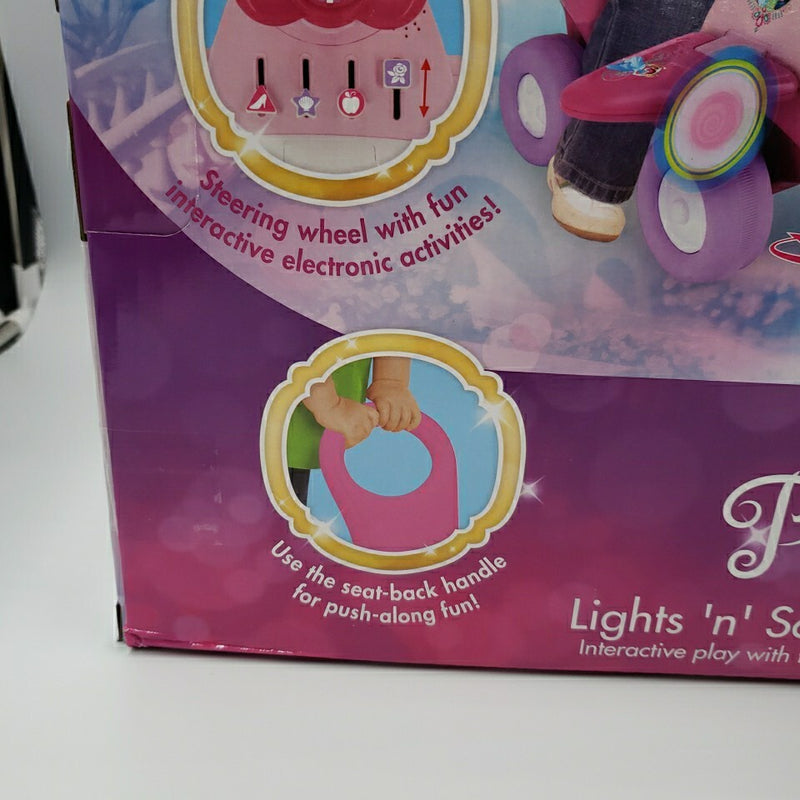 Steering wheel with fun
interactive electronic activities!
Use the seat-back handle
for push-along fun!
Lights 'n'
Interactive play with